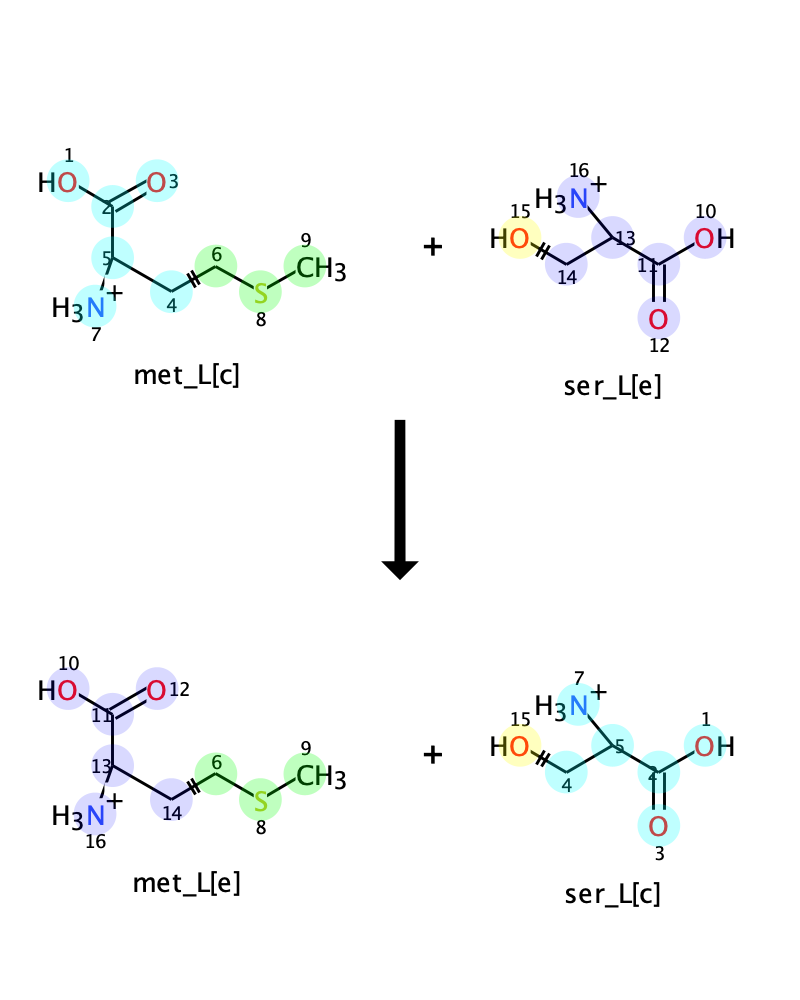 1 16
HO O 3 H3N + 15 10
2 9 HO 13 OH
5 6 CH3 + 14 11
H3N + 4 S O
7 8 12
met_L[c] ser_L[e]
10 7
HO O 12 H3N + 15 1
11 9 HO 5 OH
13 6 CH3 + 4 2
H3N + 14 S O
16 8 3
met_L[e] ser_L[c]